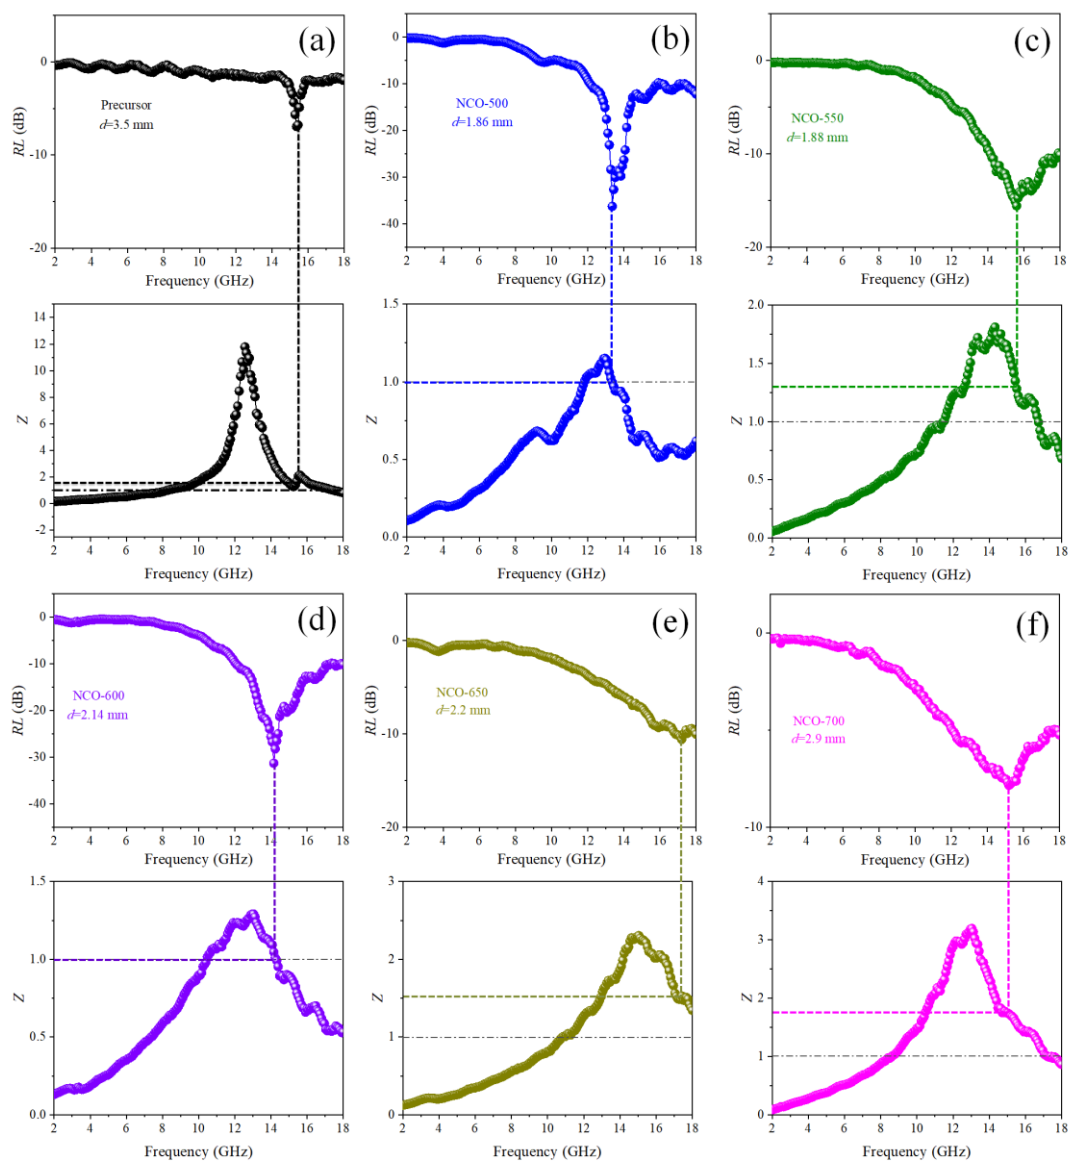 (a)
Precursor
d=3.5 mm
RL (dB)
0
-10
-20
2 4 6 8 10 12 14 16 18
Frequency (GHz)
(b)
NCO-500
d=1.86 mm
RL (dB)
0
-10
-20
-30
-40
2 4 6 8 10 12 14 16 18
Frequency (GHz)
(c)
NCO-550
d=1.88 mm
RL (dB)
0
-10
-20
2 4 6 8 10 12 14 16 18
Frequency (GHz)
Z
14
12
10
8
6
4
2
0
-2
2 4 6 8 10 12 14 16 18
Frequency (GHz)
Z
1.5
1.0
0.5
0.0
2 4 6 8 10 12 14 16 18
Frequency (GHz)
Z
2.0
1.5
1.0
0.5
0.0
2 4 6 8 10 12 14 16 18
Frequency (GHz)
(d)
NCO-600
d=2.14 mm
RL (dB)
0
-10
-20
-30
-40
2 4 6 8 10 12 14 16 18
Frequency (GHz)
(e)
NCO-650
d=2.2 mm
RL (dB)
5
0
-5
-10
-15
-20
2 4 6 8 10 12 14 16 18
Frequency (GHz)
(f)
NCO-700
d=2.9 mm
RL (dB)
0
-5
-10
2 4 6 8 10 12 14 16 18
Frequency (GHz)
Z
1.5
1.0
0.5
0.0
2 4 6 8 10 12 14 16 18
Frequency (GHz)
Z
3
2
1
0
2 4 6 8 10 12 14 16 18
Frequency (GHz)
Z
4
3
2
1
0
2 4 6 8 10 12 14 16 18
Frequency (GHz)